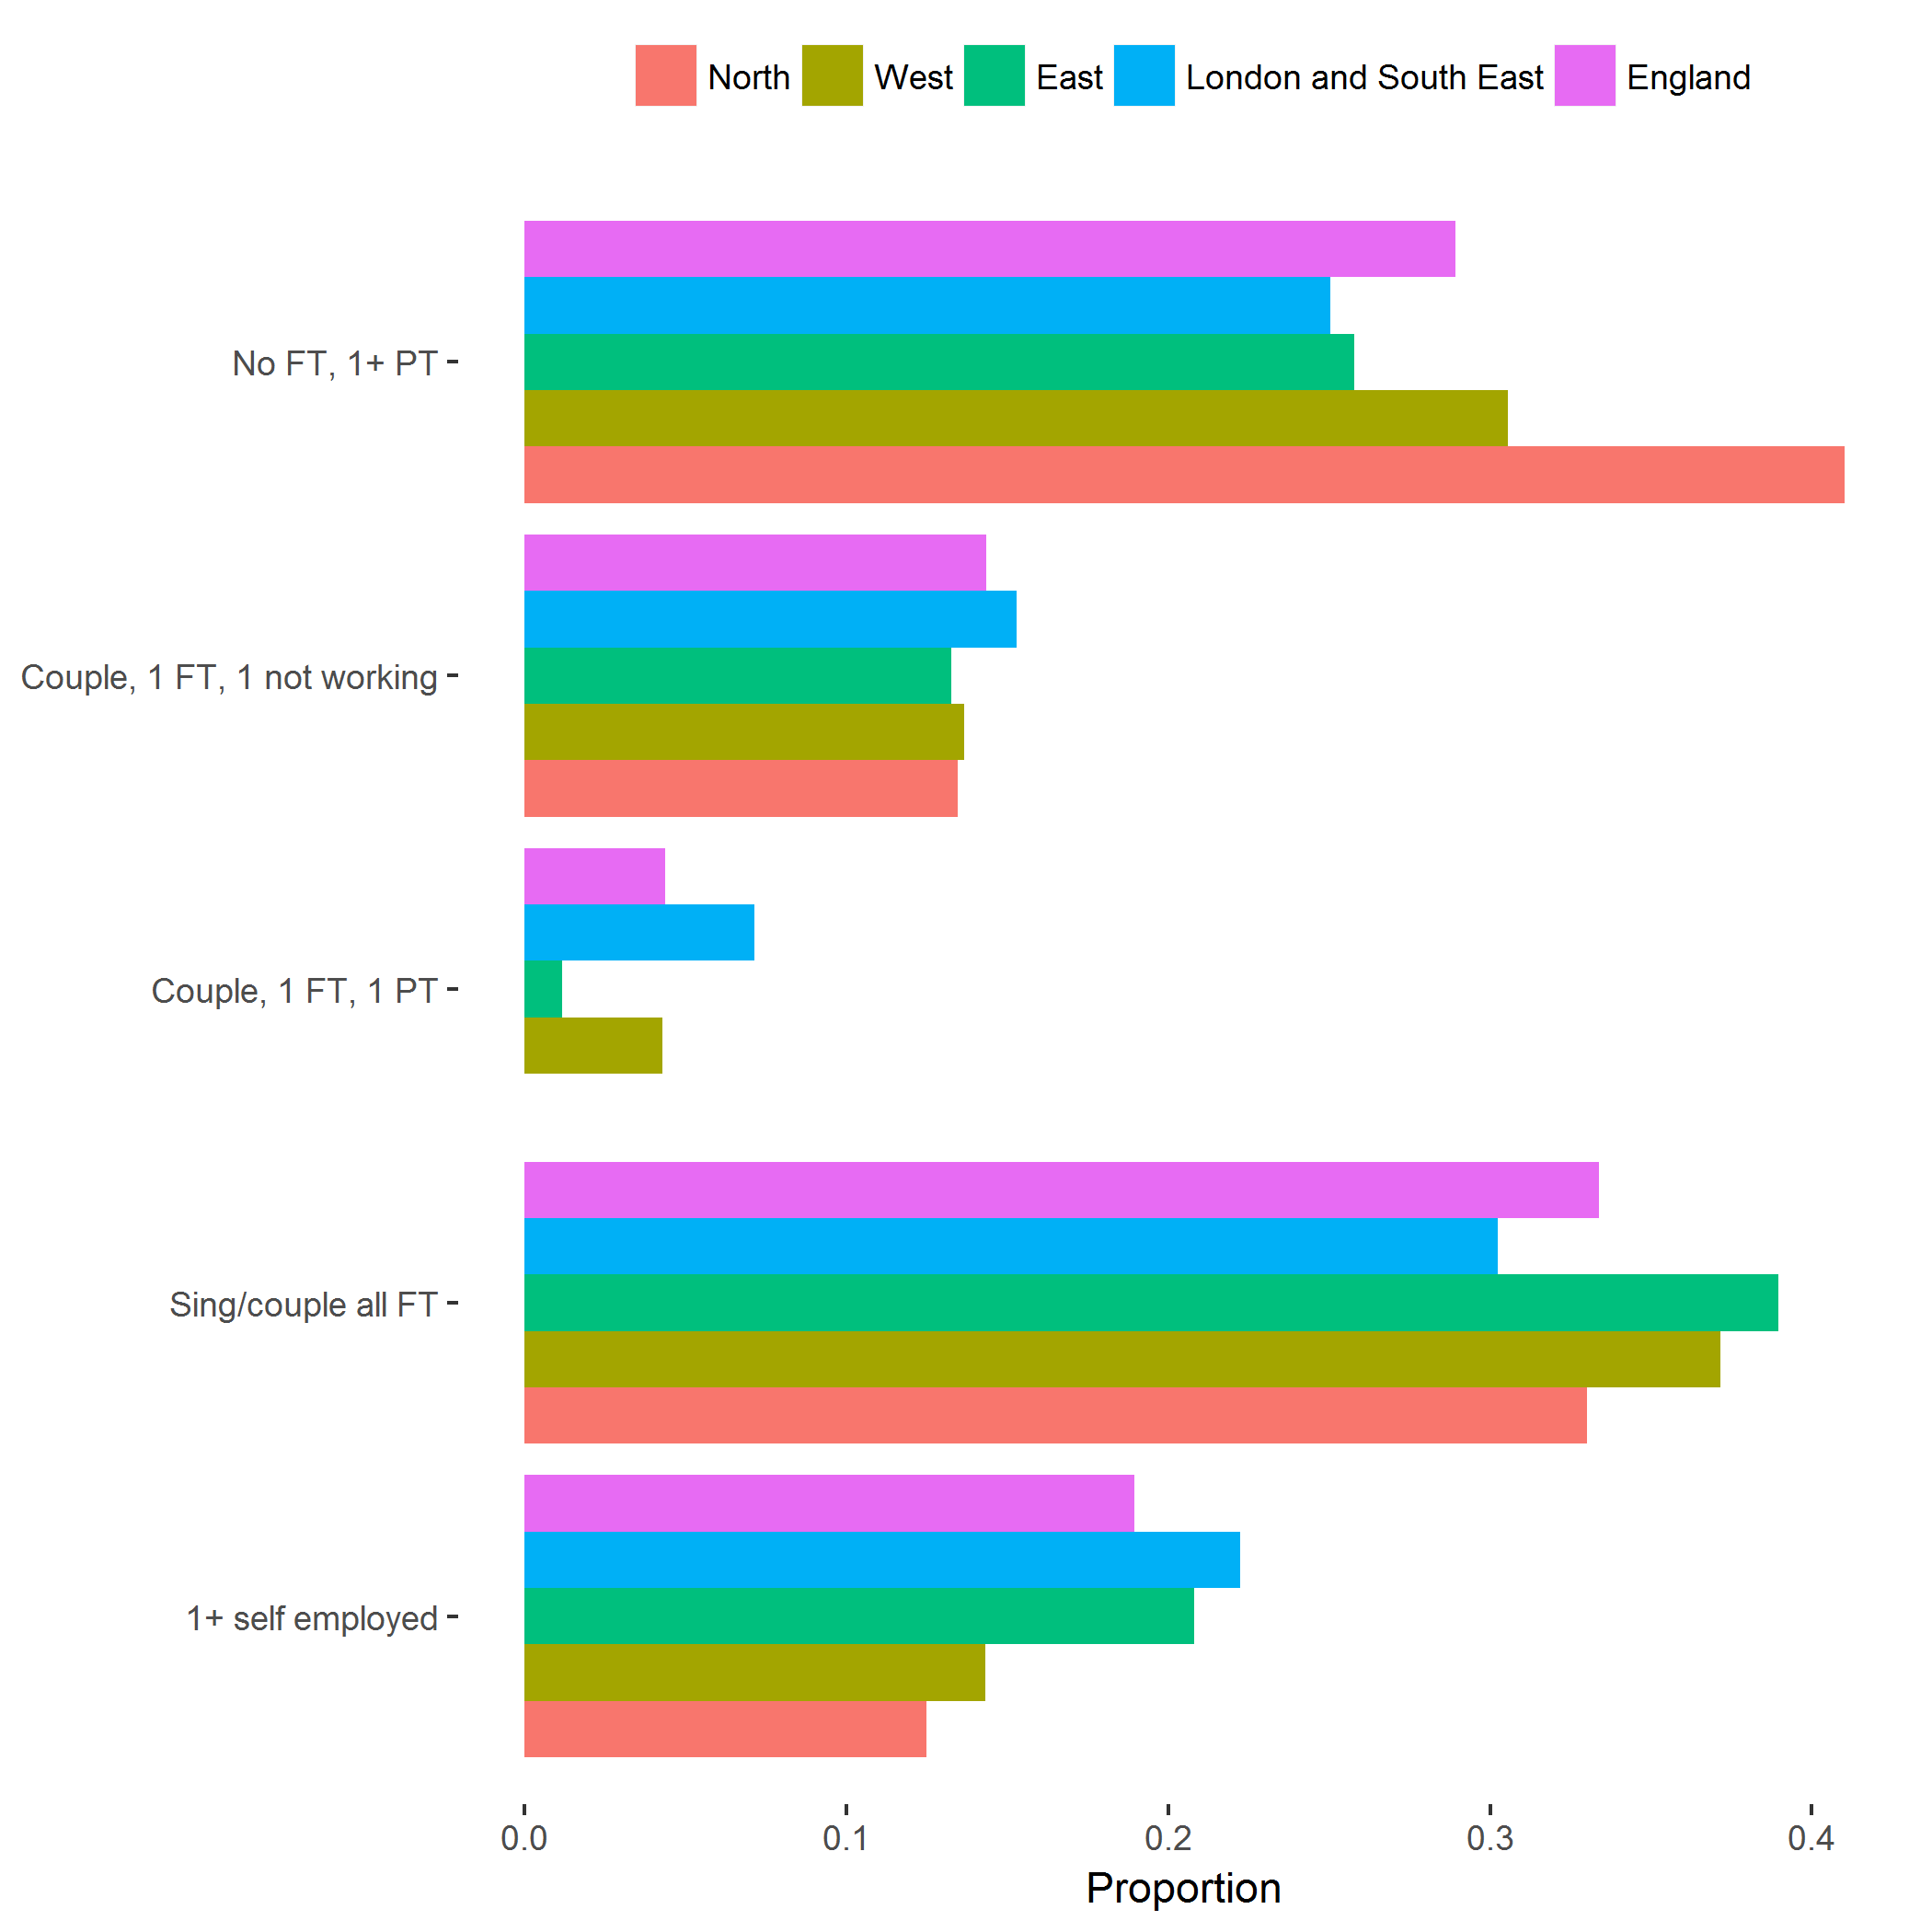 North West East London and South East England
No FT, 1+ PT
Couple, 1 FT, 1 not working
Couple, 1 FT, 1 PT
Sing/couple all FT
1+ self employed
0.0 0.1 0.2 0.3 0.4
Proportion